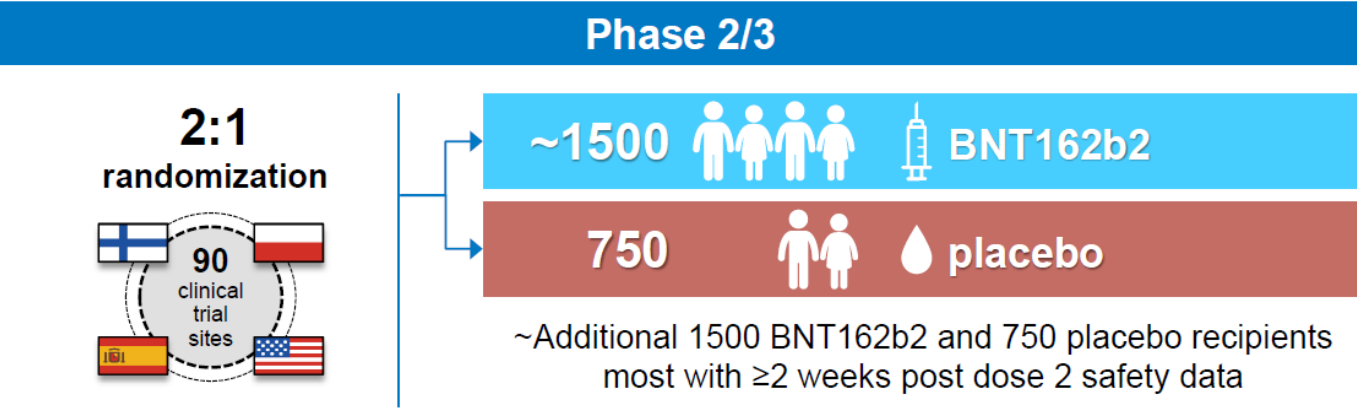 Phase 2/3
2:1
randomization
90
clinical
trial
sites
~1500 BNT162b2
750 placebo
~Additional 1500 BNT162b2 and 750 placebo recipients
most with ≥2 weeks post dose 2 safety data